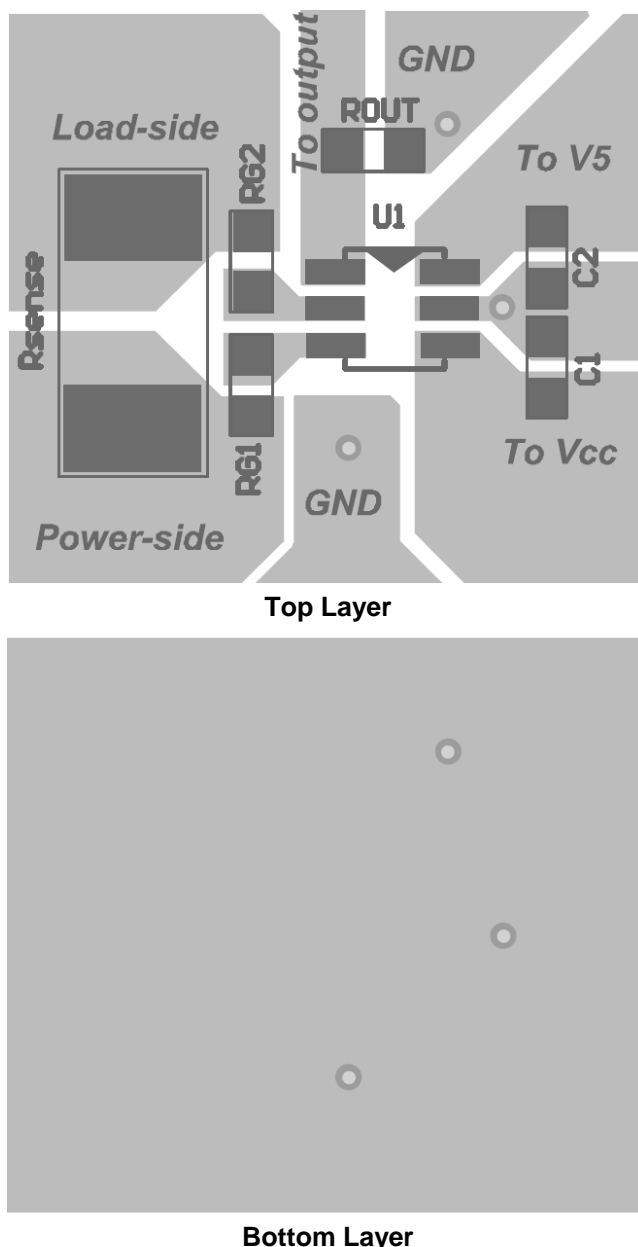 To output
GND
ROUT
Load-side
RG2
To V5
U1
Rsense
C2
C1
RG1
To Vcc
GND
Power-side
Top Layer
Bottom Layer